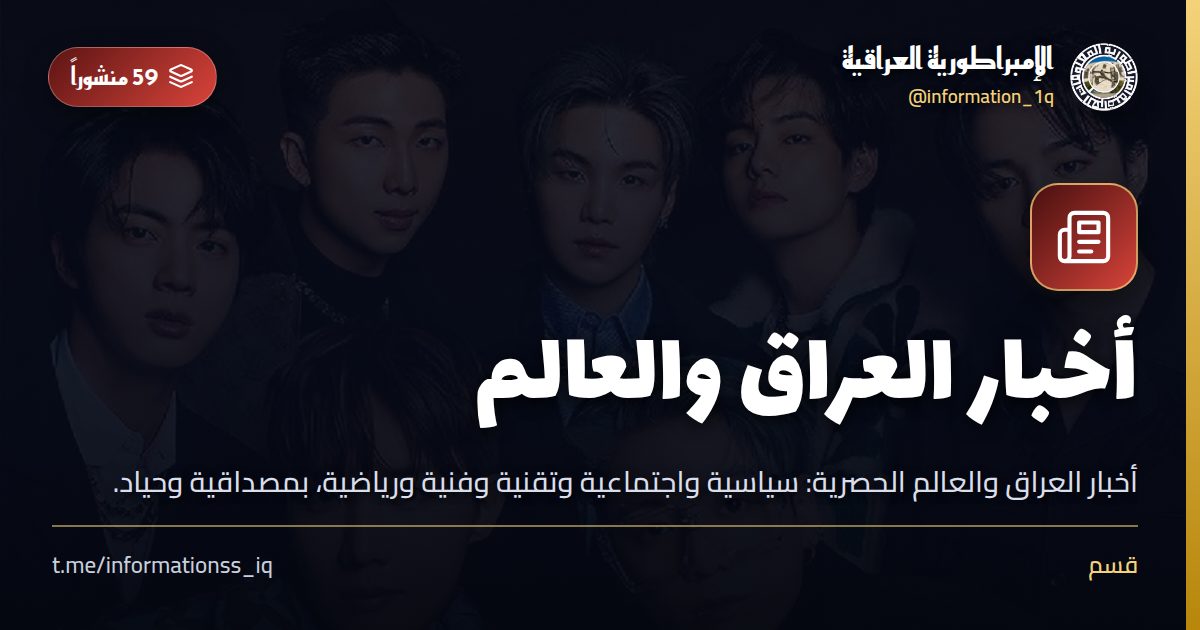 الإمبراطورية العراقية
@information_1q
59 منشوراً
أخبار العراق والعالم
أخبار العراق والعالم الحصرية: سياسية واجتماعية وتقنية وفنية ورياضية، بمصداقية وحياد.
قسم
t.me/informationss_iq